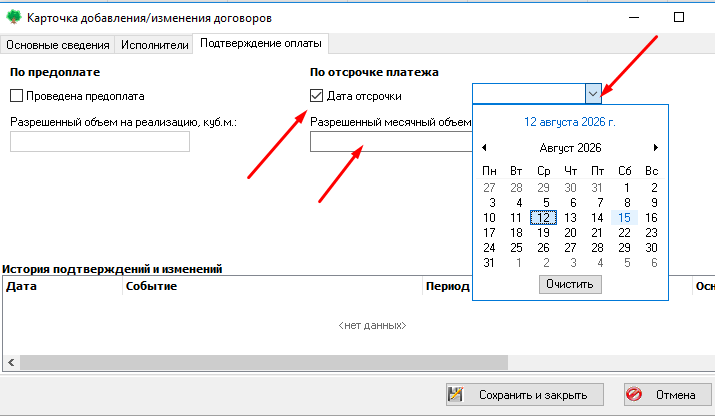 Карточка добавления/изменения договоров
Основные сведения Исполнители Подтверждение оплаты
По предоплате По отсрочке платежа
Проведена предоплата Дата отсрочки
12 августа 2026 г.
Разрешенный объем на реализацию, куб.м.: Разрешенный месячный объем
Август 2026
Пн Вт Ср Чт Пт Сб Вс
27 28 29 30 31 1 2
3 4 5 6 7 8 9
10 11 12 13 14 15 16
17 18 19 20 21 22 23
24 25 26 27 28 29 30
31 1 2 3 4 5 6
Очистить
История подтверждений и изменений
Дата Событие Период Осн
<нет данных>
Сохранить и закрыть Отмена